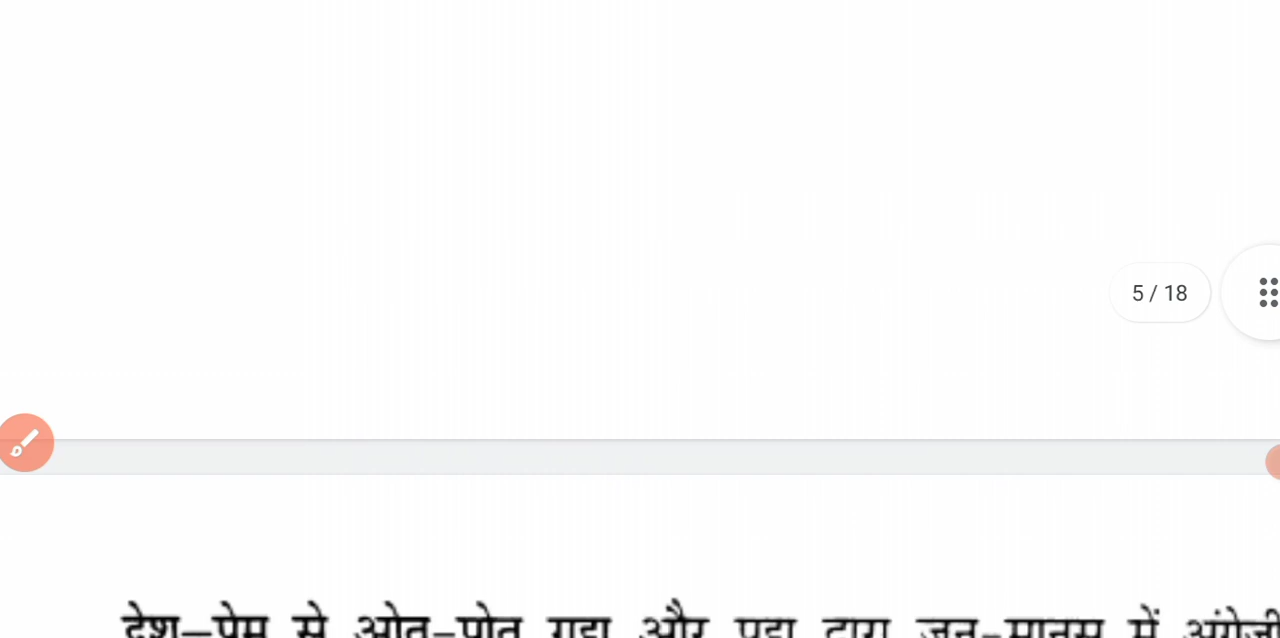 5 / 18
देश–प्रेम से ओत–प्रोत गद्य और पद्य द्वारा जन–मानस में अंग्रेजी